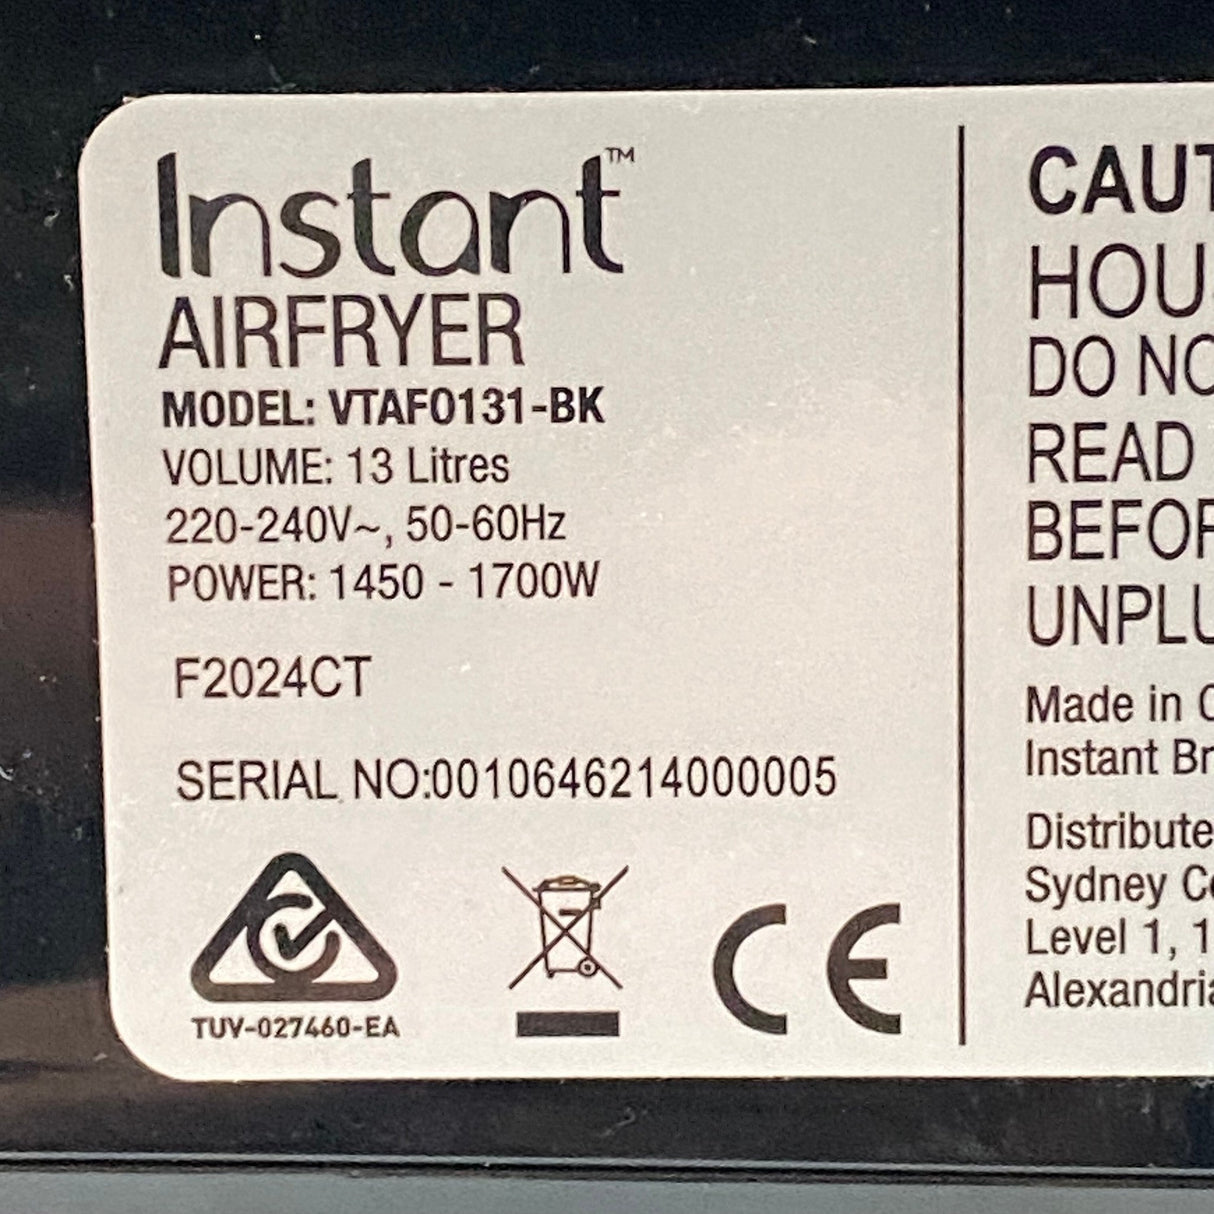 Instant™
AIRFRYER
MODEL: VTAF0131-BK
VOLUME: 13 Litres
220-240V~, 50-60Hz
POWER: 1450 - 1700W
F2024CT
SERIAL NO:0010646214000005
TUV-027460-EA
CE
CAUT
HOU
DO NO
READ
BEFOR
UNPLU
Made in C
Instant Br
Distribute
Sydney Co
Level 1, 1
Alexandria